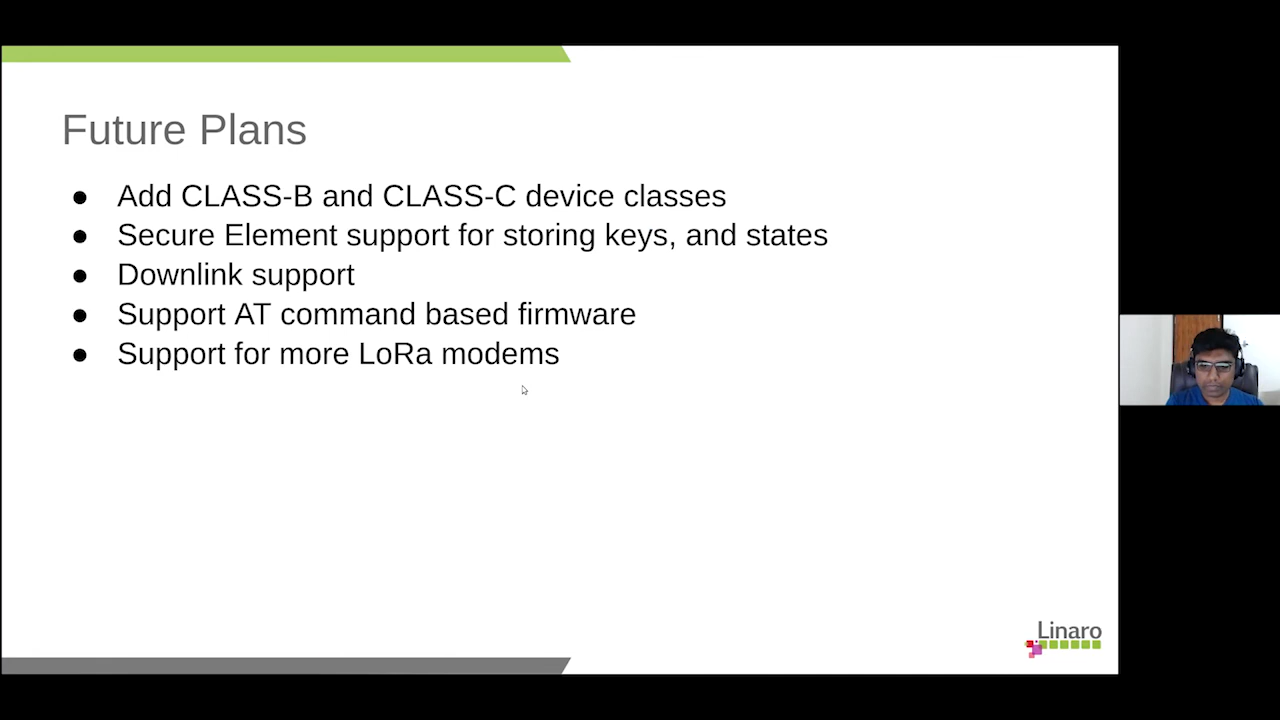 Future Plans
● Add CLASS-B and CLASS-C device classes
● Secure Element support for storing keys, and states
● Downlink support
● Support AT command based firmware
● Support for more LoRa modems
Linaro